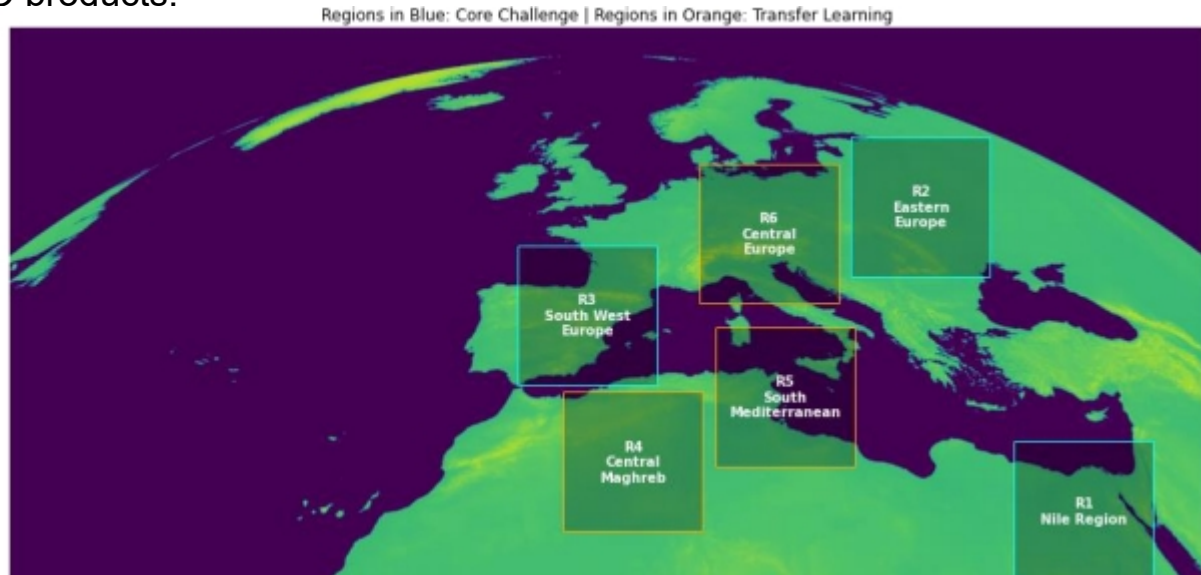 products.
Regions in Blue: Core Challenge | Regions in Orange: Transfer Learning
R2
Eastern
Europe
R6
Central
Europe
R3
South West
Europe
R5
South
Mediterranean
R4
Central
Maghreb
R1
Nile Region